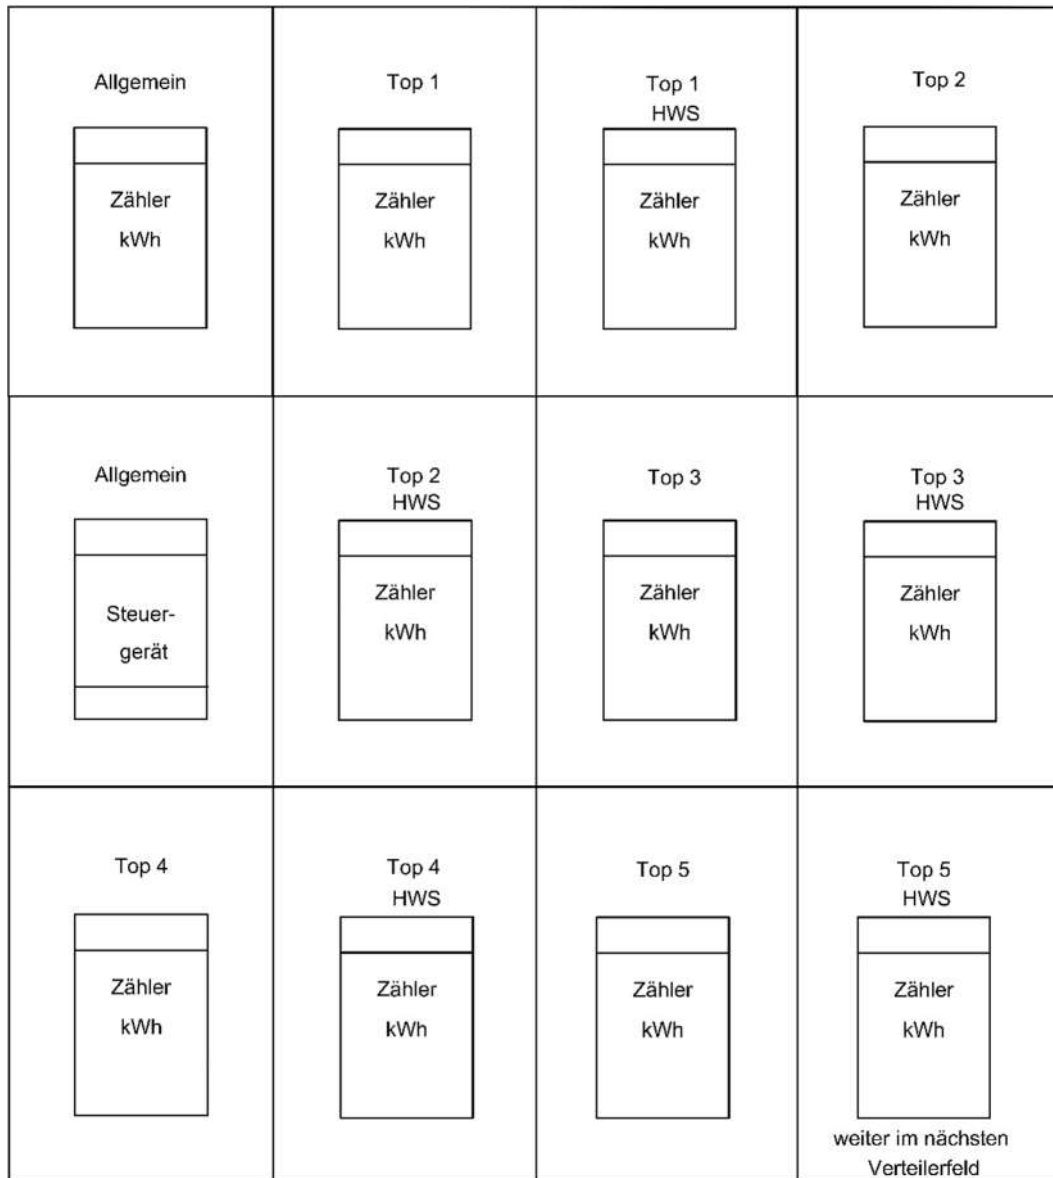 Allgemein
Zähler
kWh
Top 1
Zähler
kWh
Top 1
HWS
Zähler
kWh
Top 2
Zähler
kWh
Allgemein
Steuer-
gerät
Top 2
HWS
Zähler
kWh
Top 3
Zähler
kWh
Top 3
HWS
Zähler
kWh
Top 4
Zähler
kWh
Top 4
HWS
Zähler
kWh
Top 5
Zähler
kWh
Top 5
HWS
Zähler
kWh
weiter im nächsten
Verteilerfeld